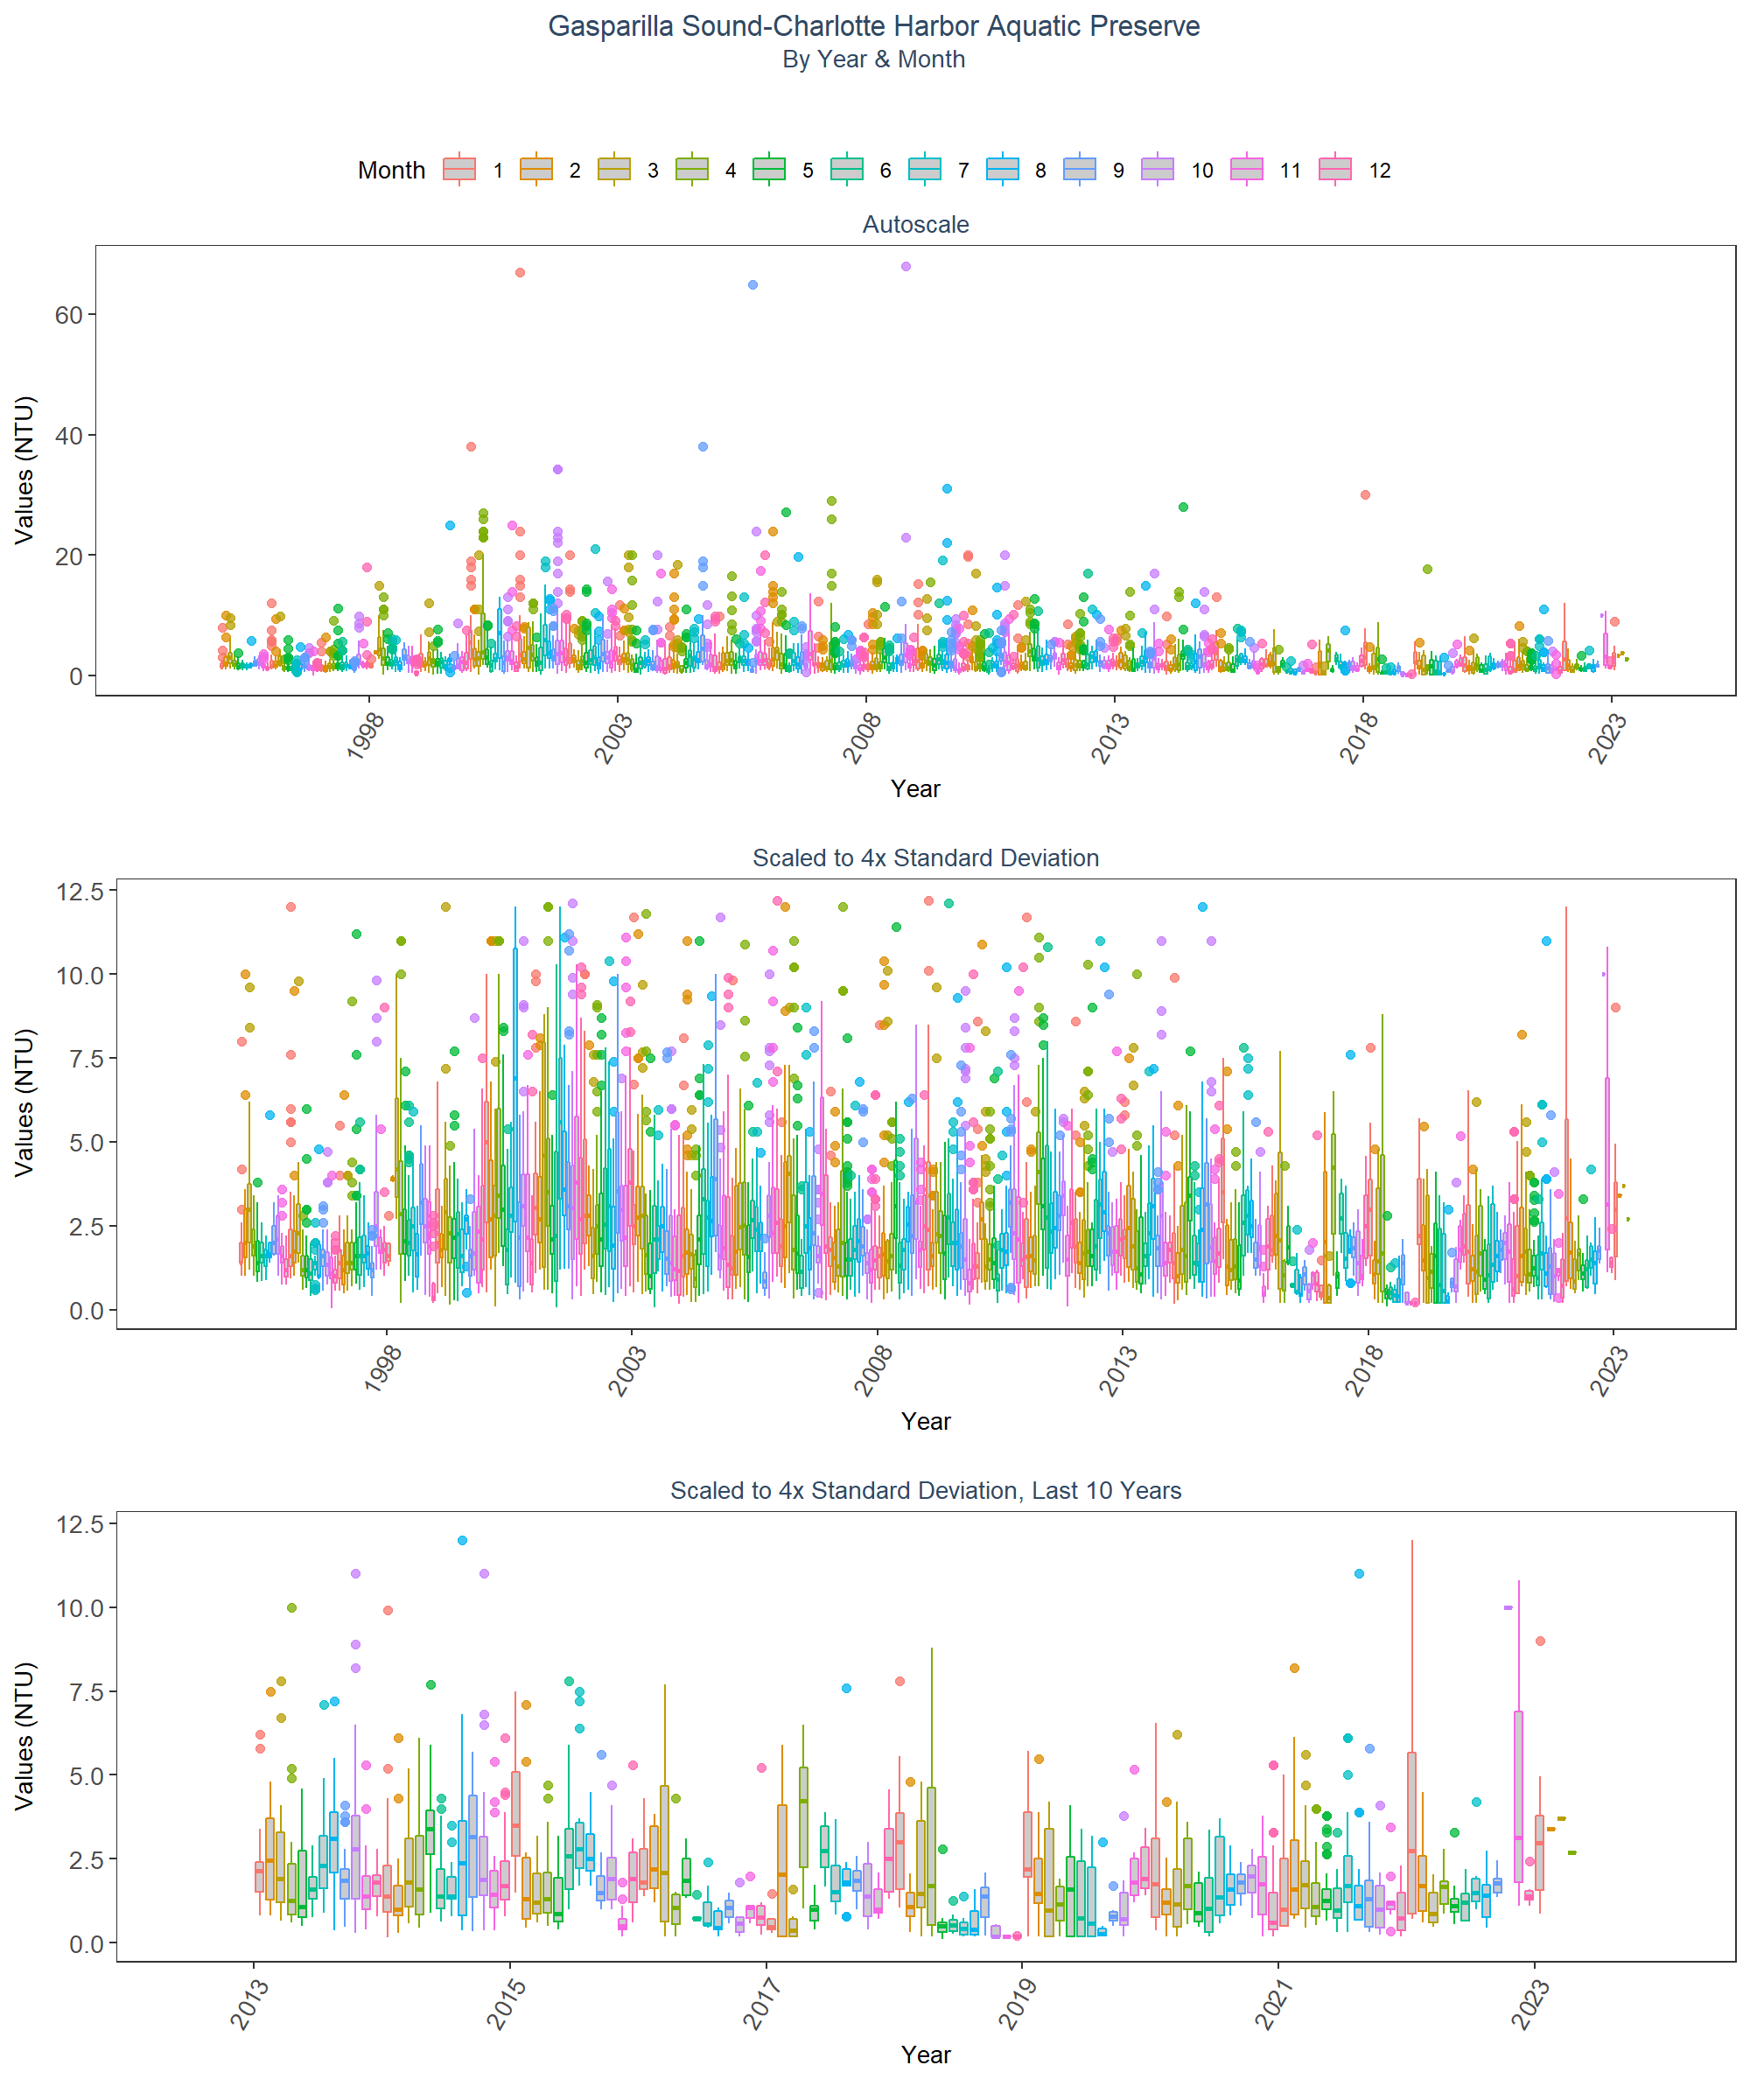 Gasparilla Sound-Charlotte Harbor Aquatic Preserve
By Year & Month
Month 1 2 3 4 5 6 7 8 9 10 11 12
Autoscale
Values (NTU)
60
40
20
0
1998 2003 2008 2013 2018 2023
Year
Scaled to 4x Standard Deviation
Values (NTU)
12.5
10.0
7.5
5.0
2.5
0.0
1998 2003 2008 2013 2018 2023
Year
Scaled to 4x Standard Deviation, Last 10 Years
Values (NTU)
12.5
10.0
7.5
5.0
2.5
0.0
2013 2015 2017 2019 2021 2023
Year